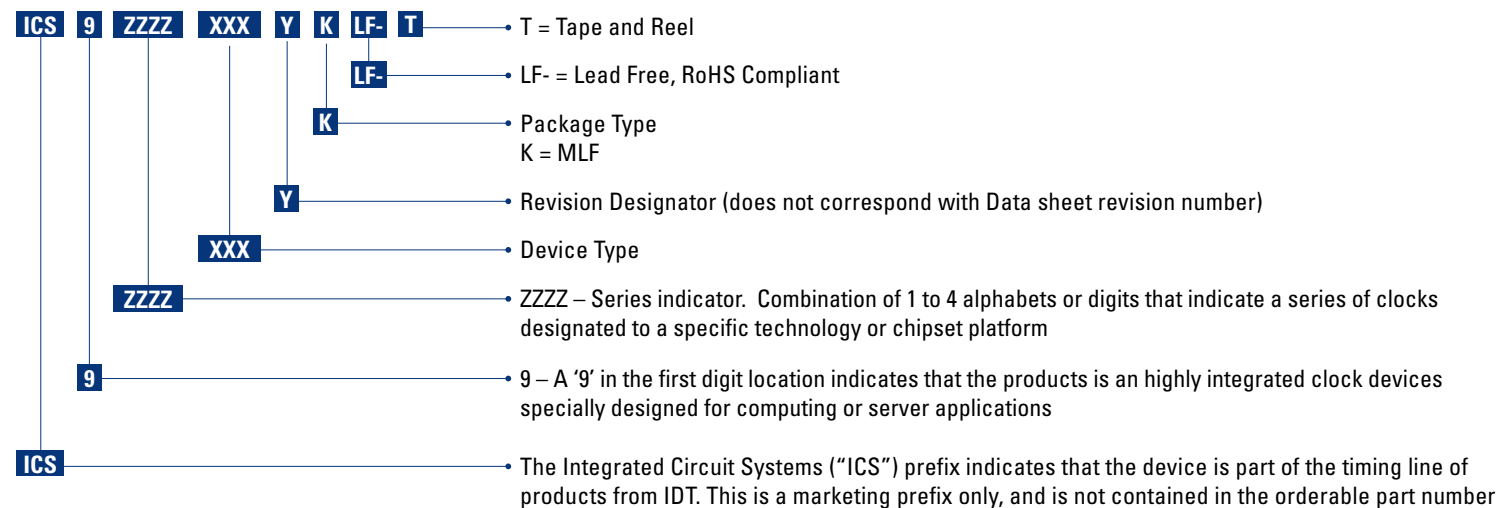 ICS 9 ZZZZ XXX Y K LF- T T = Tape and Reel
LF- LF- = Lead Free, RoHS Compliant
K Package Type
K = MLF
Y Revision Designator (does not correspond with Data sheet revision number)
XXX Device Type
ZZZZ ZZZZ – Series indicator. Combination of 1 to 4 alphabets or digits that indicate a series of clocks
designated to a specific technology or chipset platform
9 9 – A ‘9’ in the first digit location indicates that the products is an highly integrated clock devices
specially designed for computing or server applications
ICS The Integrated Circuit Systems (“ICS”) prefix indicates that the device is part of the timing line of
products from IDT. This is a marketing prefix only, and is not contained in the orderable part number